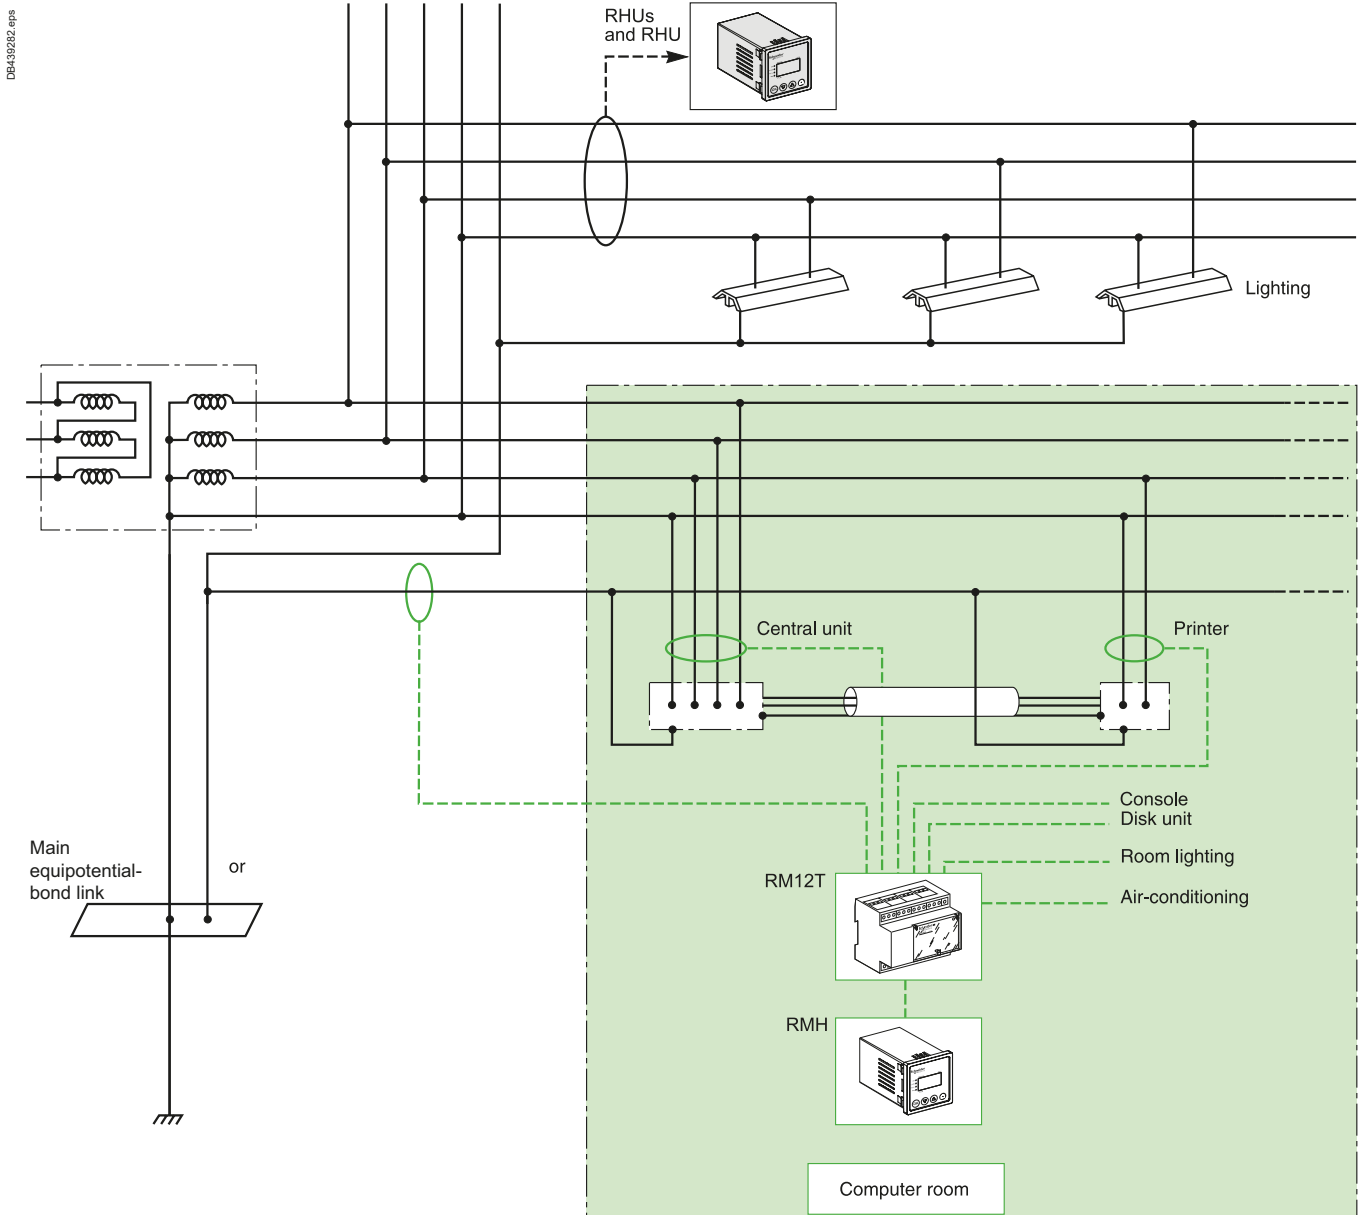 DB439282.eps
RHUs
and RHU
Lighting
Central unit
Printer
Console
Disk unit
Room lighting
Air-conditioning
Main
equipotential-
bond link
or
RM12T
RMH
Computer room